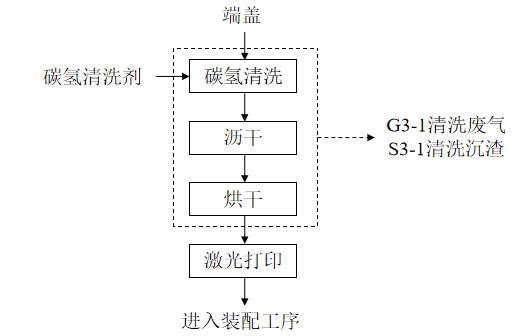 端盖
碳氢清洗剂
碳氢清洗
沥干
G3-1清洗废气
S3-1清洗沉渣
烘干
激光打印
进入装配工序